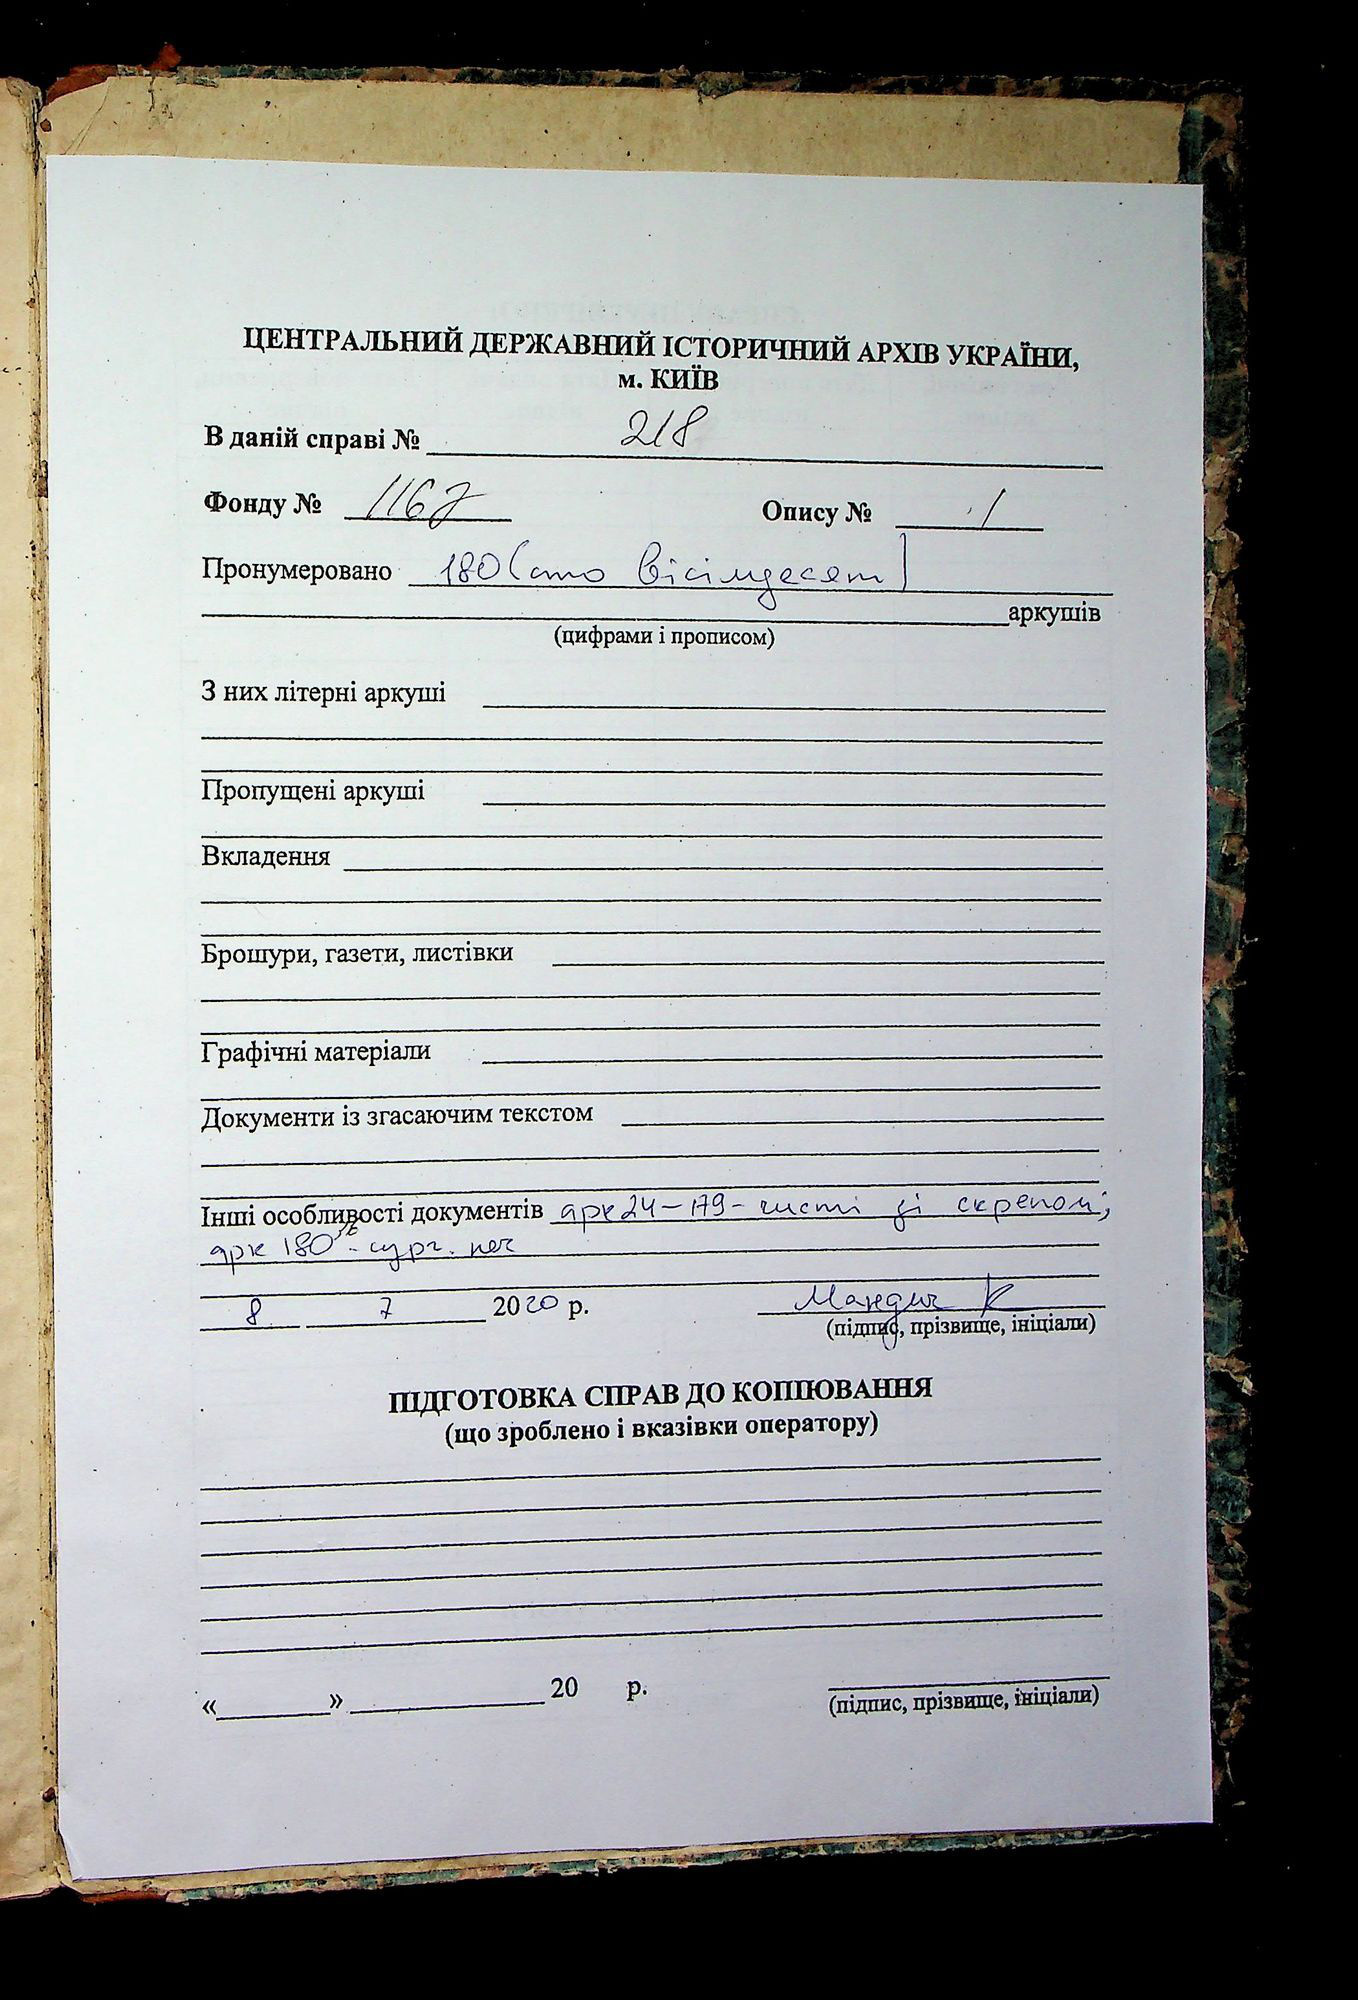 ЦЕНТРАЛЬНИЙ ДЕРЖАВНИЙ ІСТОРИЧНИЙ АРХІВ УКРАЇНИ,
м. КИЇВ
В даній справі № 218
Фонду № 1167 Опису № 1
Пронумеровано 180 (сто вісімдесят)
аркушів
(цифрами і прописом)
З них літерні аркуші
Пропущені аркуші
Вкладення
Брошури, газети, листівки
Графічні матеріали
Документи із згасаючим текстом
Інші особливості документів арк 24-179 - чисті зі скрепом;
арк 180 - сург. печ
8 7 2020 р.
(підпис, прізвище, ініціали)
ПІДГОТОВКА СПРАВ ДО КОПІЮВАННЯ
(що зроблено і вказівки оператору)
« » 20 р.
(підпис, прізвище, ініціали)